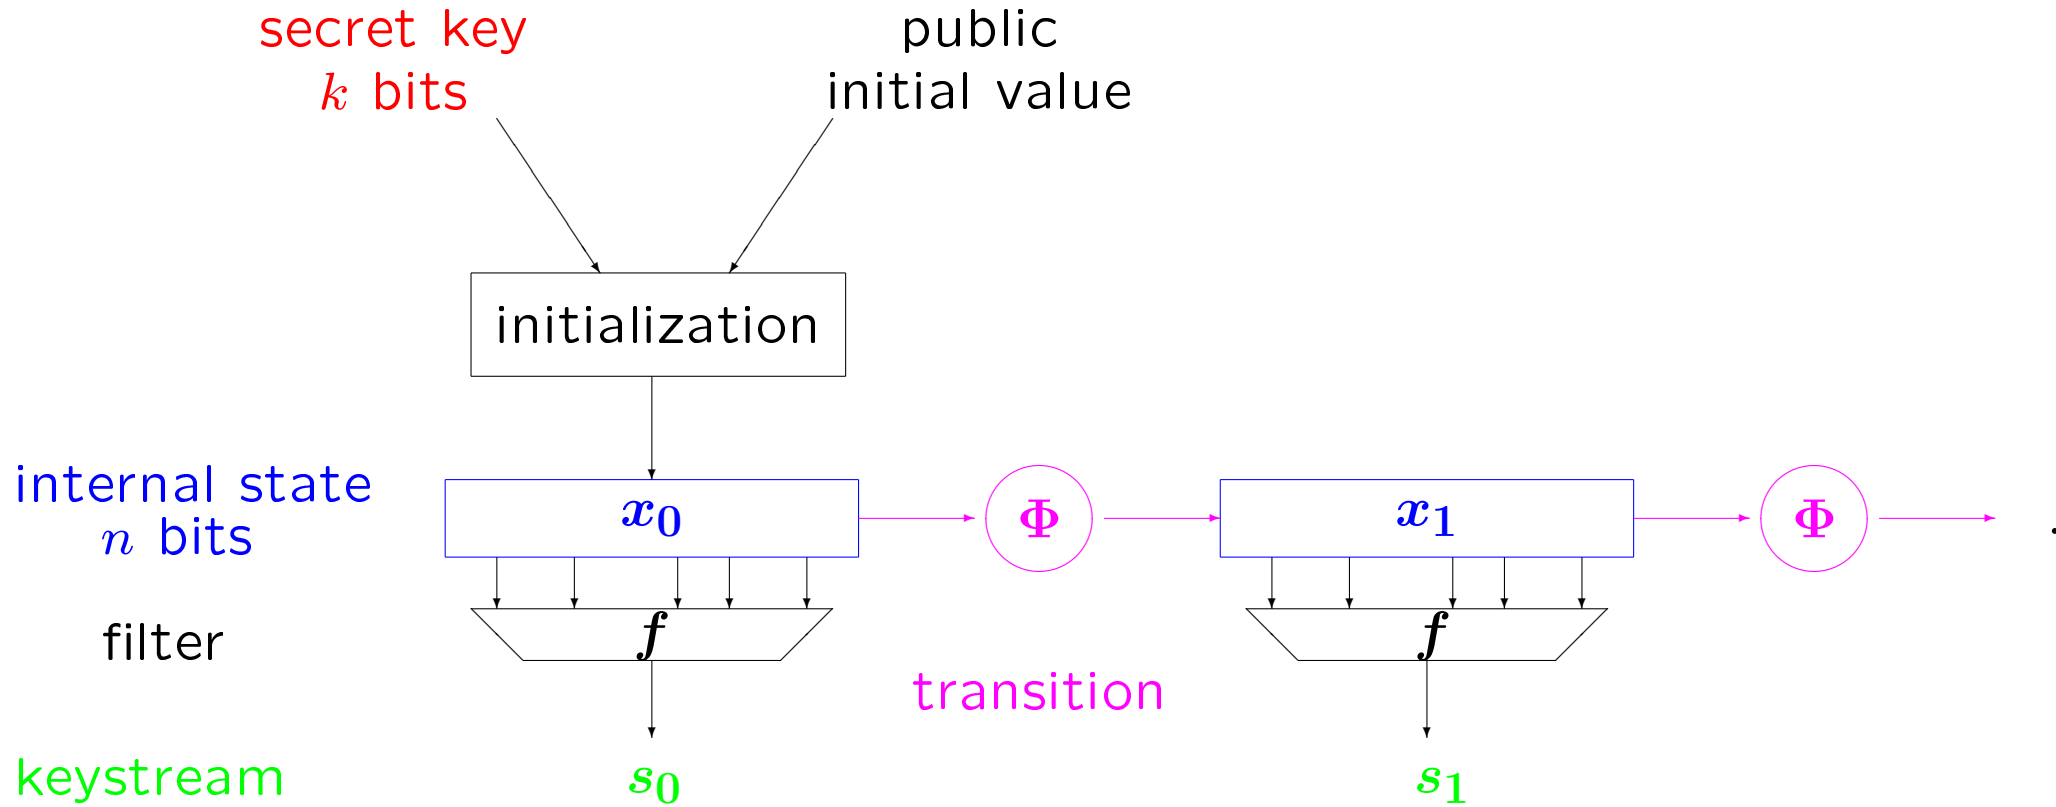 secret key
k bits
public
initial value
initialization
internal state
n bits
x₀
Φ
x₁
Φ
.
filter
f
f
transition
keystream
s₀
s₁